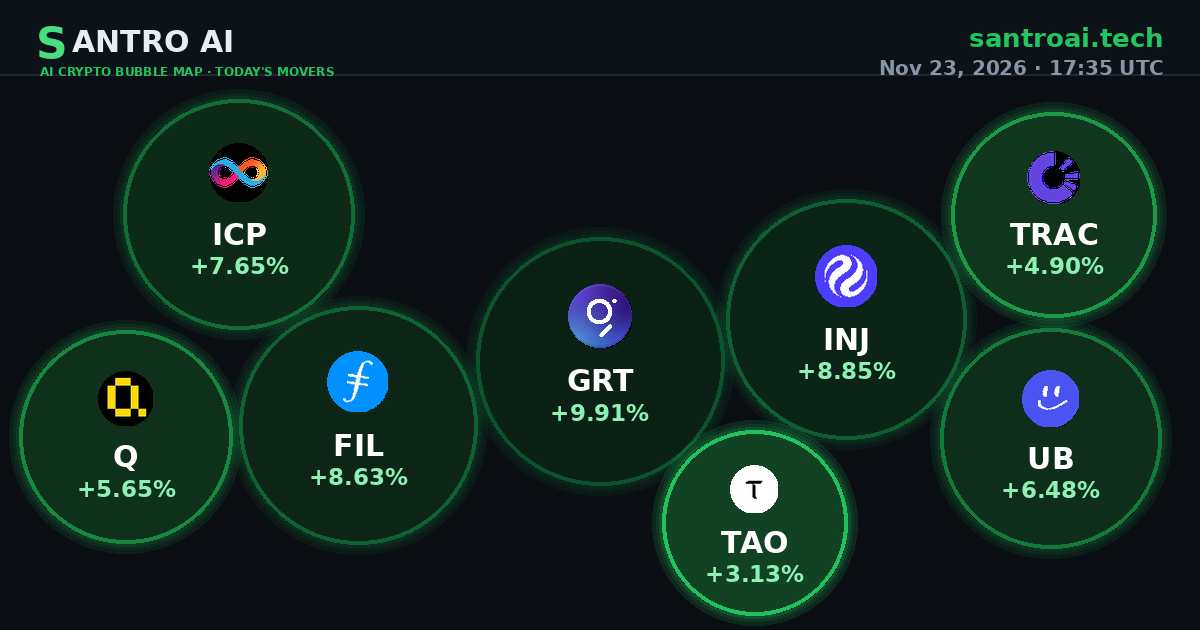 SANTRO AI
AI CRYPTO BUBBLE MAP · TODAY'S MOVERS
santroai.tech
Nov 23, 2026 · 17:35 UTC
ICP
+7.65%
TRAC
+4.90%
INJ
+8.85%
GRT
+9.91%
Q
+5.65%
FIL
+8.63%
UB
+6.48%
TAO
+3.13%